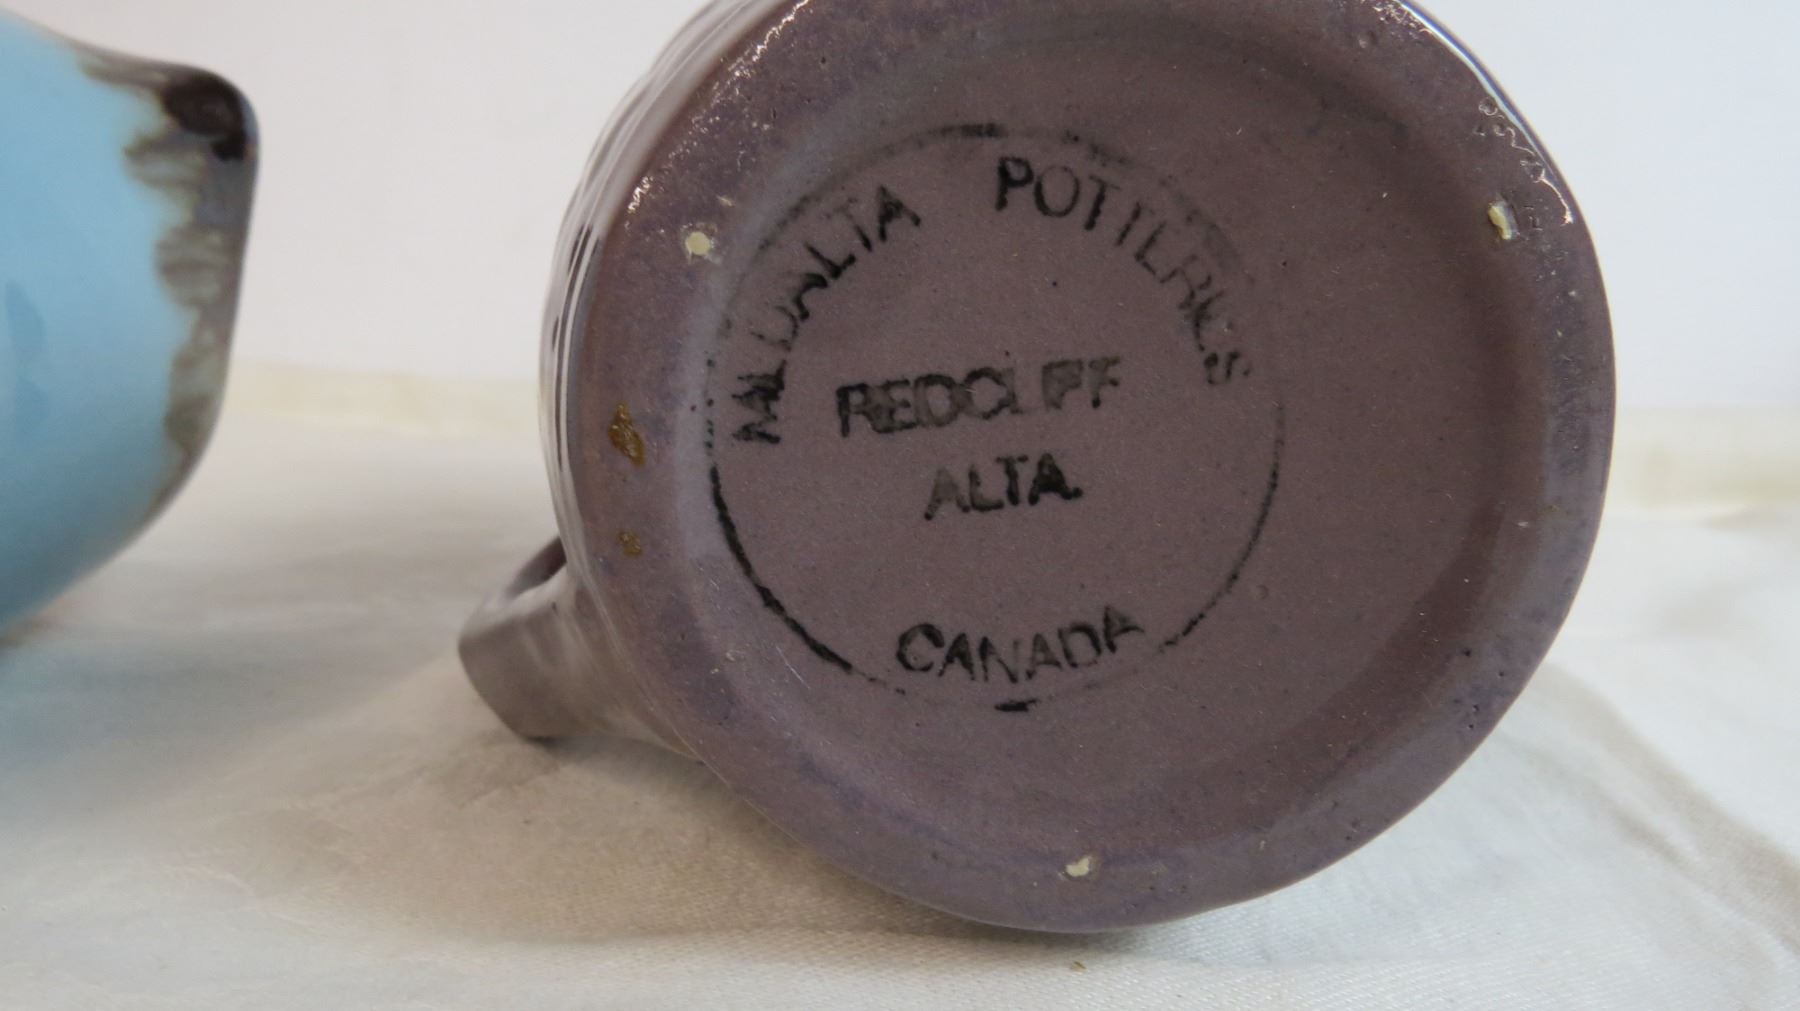 MEDALTA POTTERIES
REDCLIFF
ALTA.
CANADA